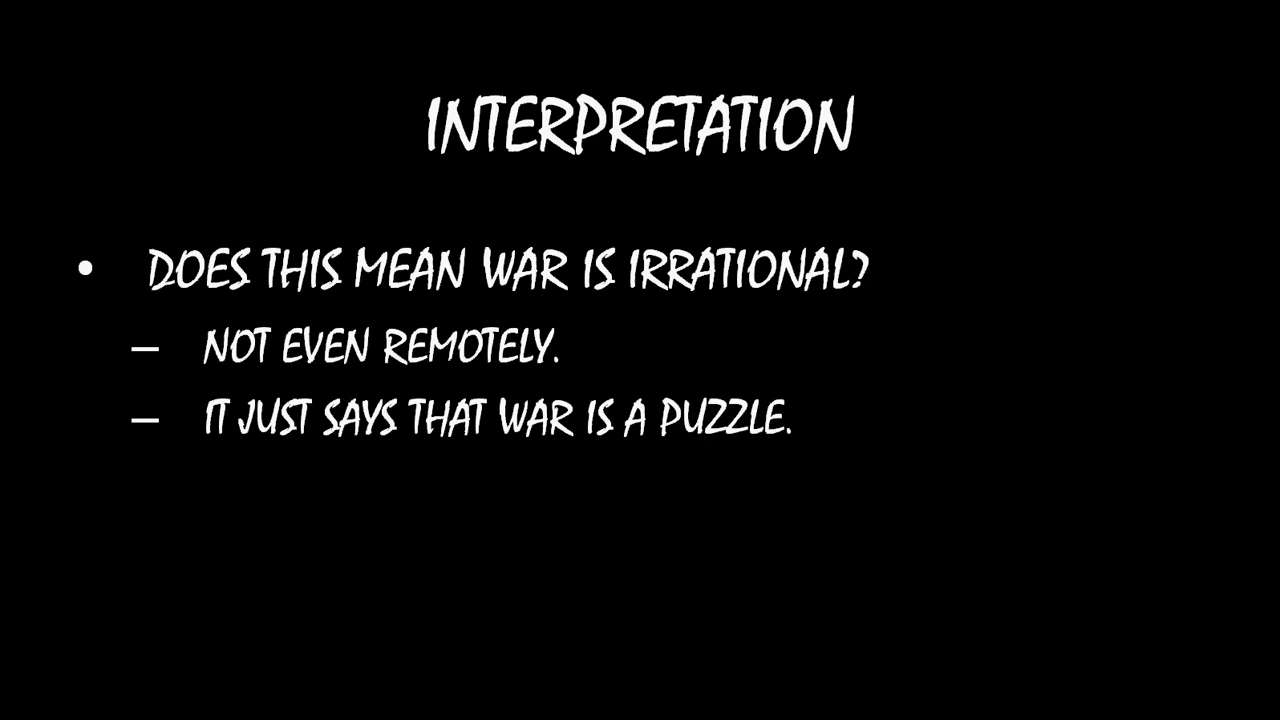 INTERPRETATION
• DOES THIS MEAN WAR IS IRRATIONAL?
– NOT EVEN REMOTELY.
– IT JUST SAYS THAT WAR IS A PUZZLE.